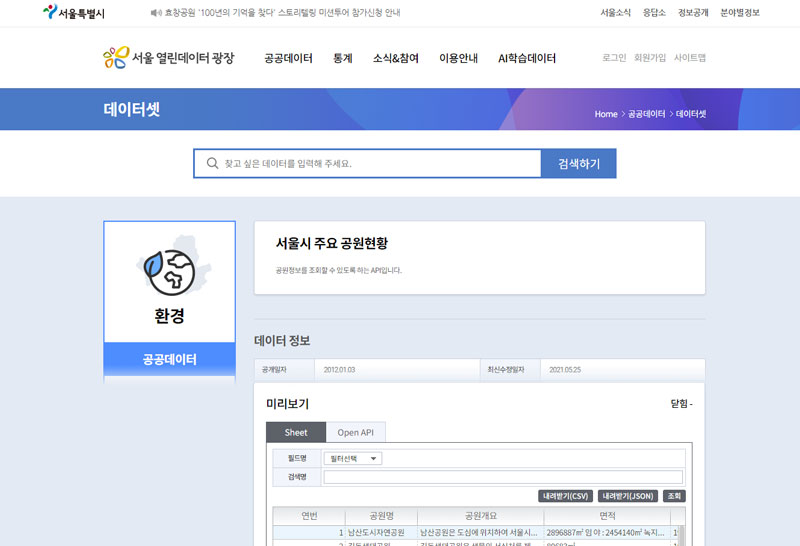 서울특별시
효창공원 '100년의 기억을 찾다' 스토리텔링 미션투어 참가신청 안내
서울소식 응답소 정보공개 분야별정보
서울 열린데이터 광장
공공데이터 통계 소식&참여 이용안내 AI학습데이터
로그인 회원가입 사이트맵
데이터셋
Home > 공공데이터 > 데이터셋
찾고 싶은 데이터를 입력해 주세요.
검색하기
환경
공공데이터
서울시 주요 공원현황
공원정보를 조회할 수 있도록 하는 API입니다.
데이터 정보
공개일자 2012.01.03 최신수정일자 2021.05.25
미리보기 닫힘 -
Sheet Open API
필드명 필터선택
검색명
내려받기(CSV) 내려받기(JSON) 조회
연번 공원명 공원개요 면적
1 남산도시자연공원 남산공원은 도심에 위치하여 서울시... 2896887㎡ 임 야 : 2454140㎡ 녹지...